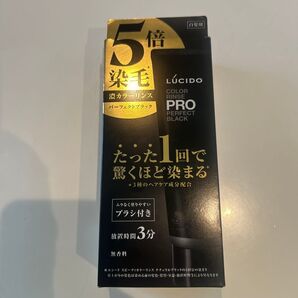 白髪用
5倍
染毛
濃カラーリンス
パーフェクトブラック
LÚCIDO
COLOR
RINSE
PRO
PERFECT
BLACK
たった1回で
驚くほど染まる
*3種のヘアケア成分配合
ムラなく塗りやすい
ブラシ付き
放置時間3分
無香料